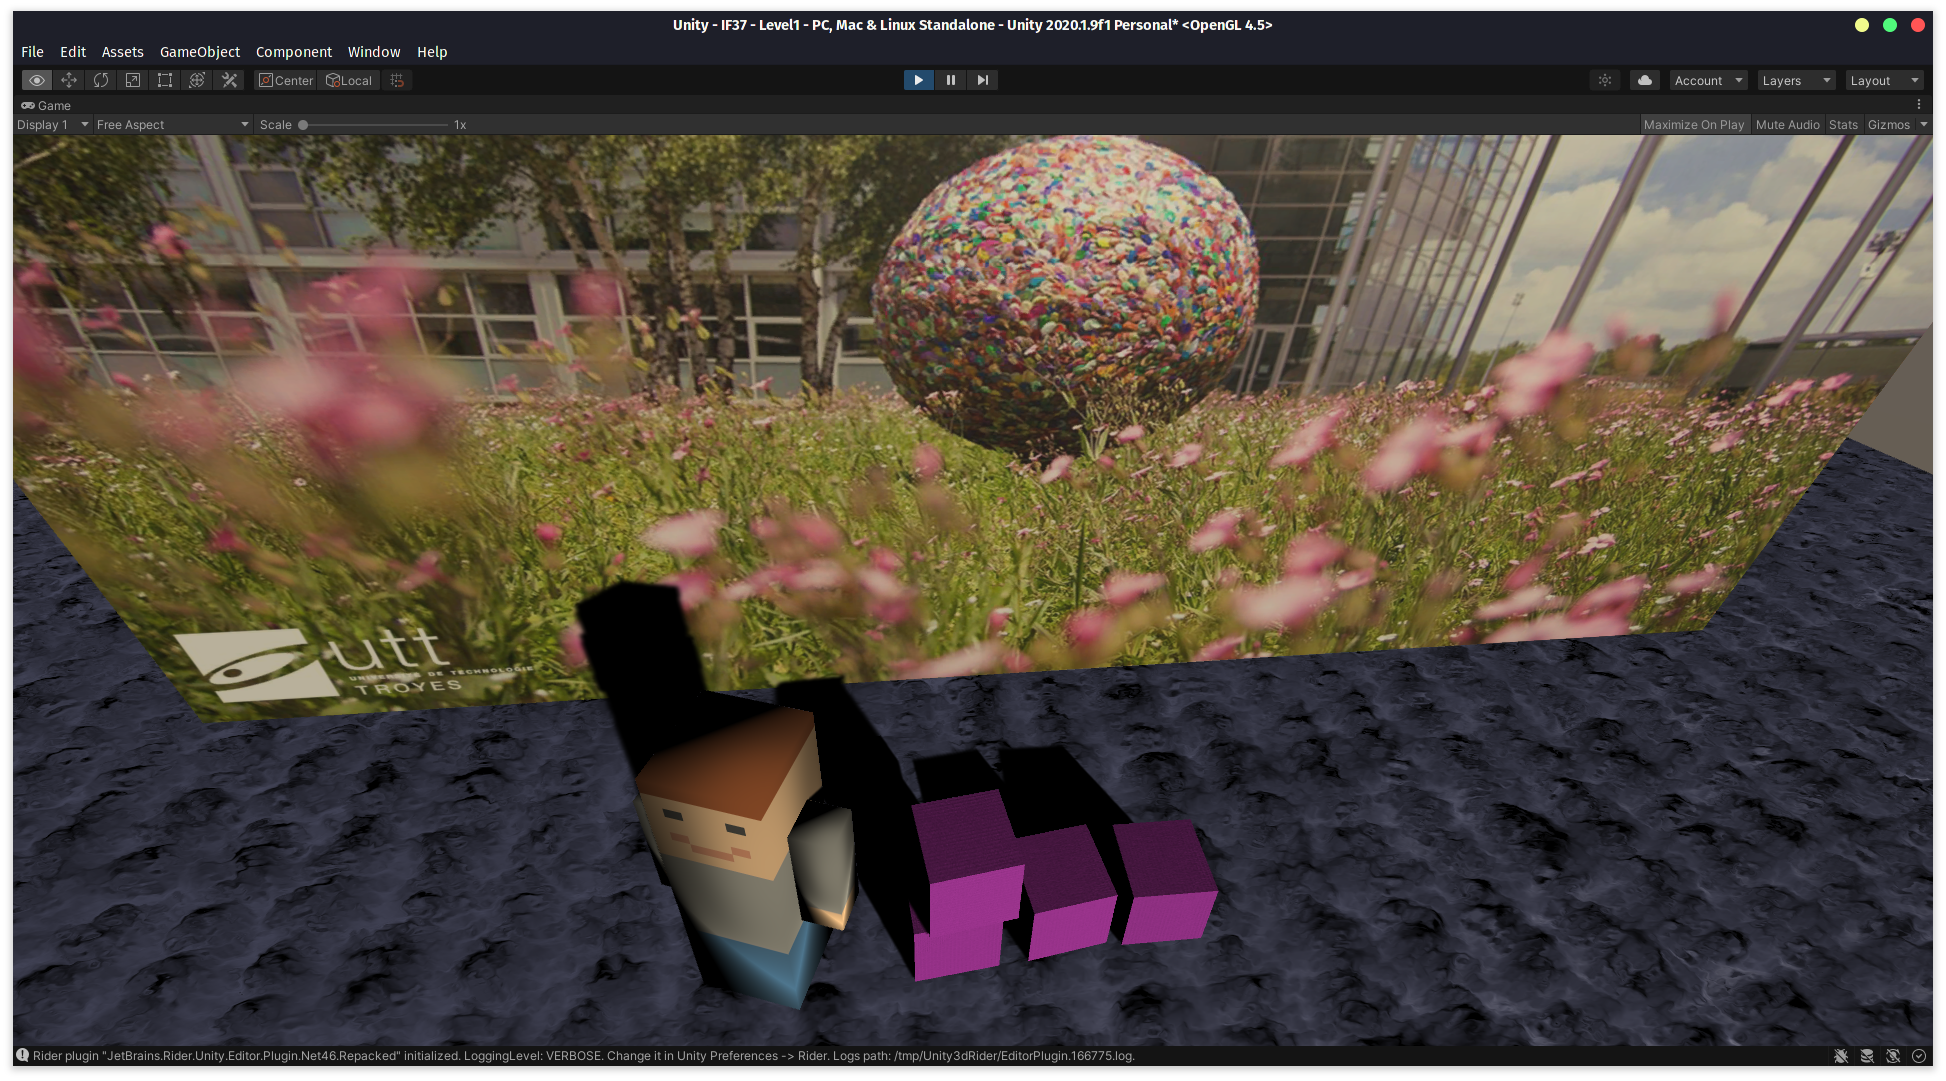 Unity - IF37 - Level1 - PC, Mac & Linux Standalone - Unity 2020.1.9f1 Personal* <OpenGL 4.5>
File Edit Assets GameObject Component Window Help
Center Local Account Layers Layout
Game
Display 1 Free Aspect Scale 1x Maximize On Play Mute Audio Stats Gizmos
utt
UNIVERSITÉ DE TECHNOLOGIE
TROYES
Rider plugin "JetBrains.Rider.Unity.Editor.Plugin.Net46.Repacked" initialized. LoggingLevel: VERBOSE. Change it in Unity Preferences -> Rider. Logs path: /tmp/Unity3dRider/EditorPlugin.166775.log.